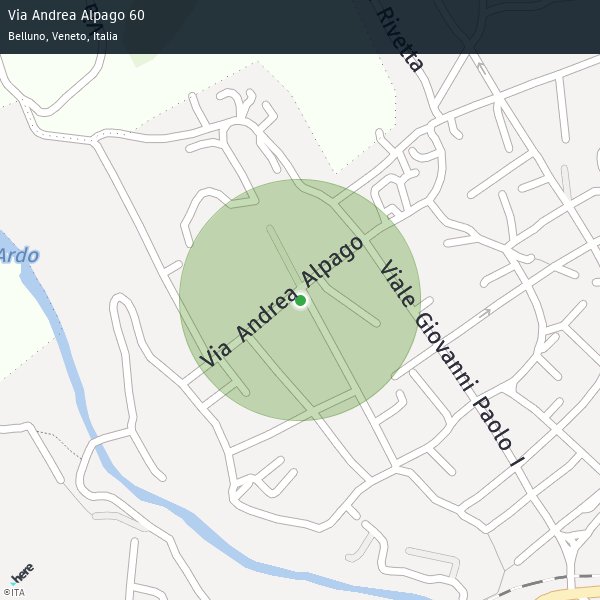 Via Andrea Alpago 60
Belluno, Veneto, Italia
Rivetta
Ardo
Via Andrea Alpago
Viale Giovanni Paolo I
here
©ITA